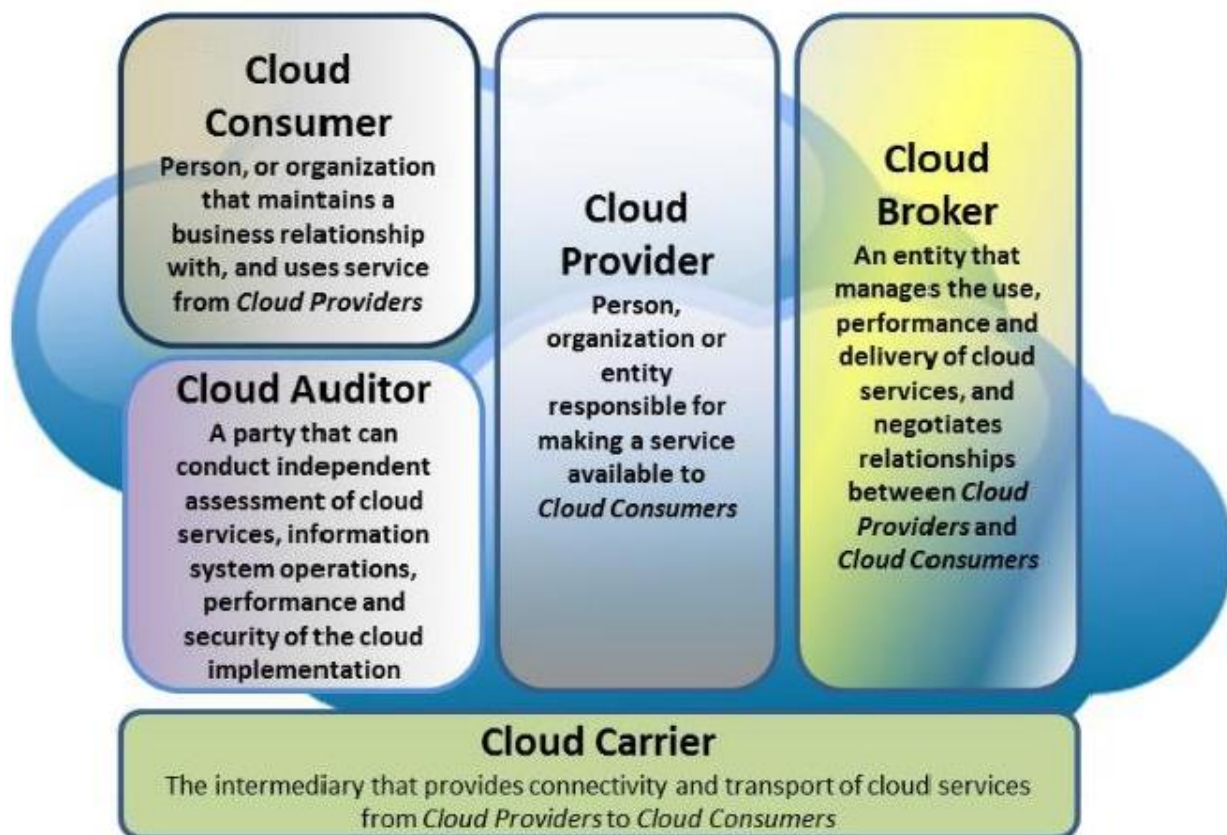 Cloud
Consumer
Person, or organization
that maintains a
business relationship
with, and uses service
from Cloud Providers
Cloud Auditor
A party that can
conduct independent
assessment of cloud
services, information
system operations,
performance and
security of the cloud
implementation
Cloud
Provider
Person,
organization or
entity
responsible for
making a service
available to
Cloud Consumers
Cloud
Broker
An entity that
manages the use,
performance and
delivery of cloud
services, and
negotiates
relationships
between Cloud
Providers and
Cloud Consumers
Cloud Carrier
The intermediary that provides connectivity and transport of cloud services
from Cloud Providers to Cloud Consumers